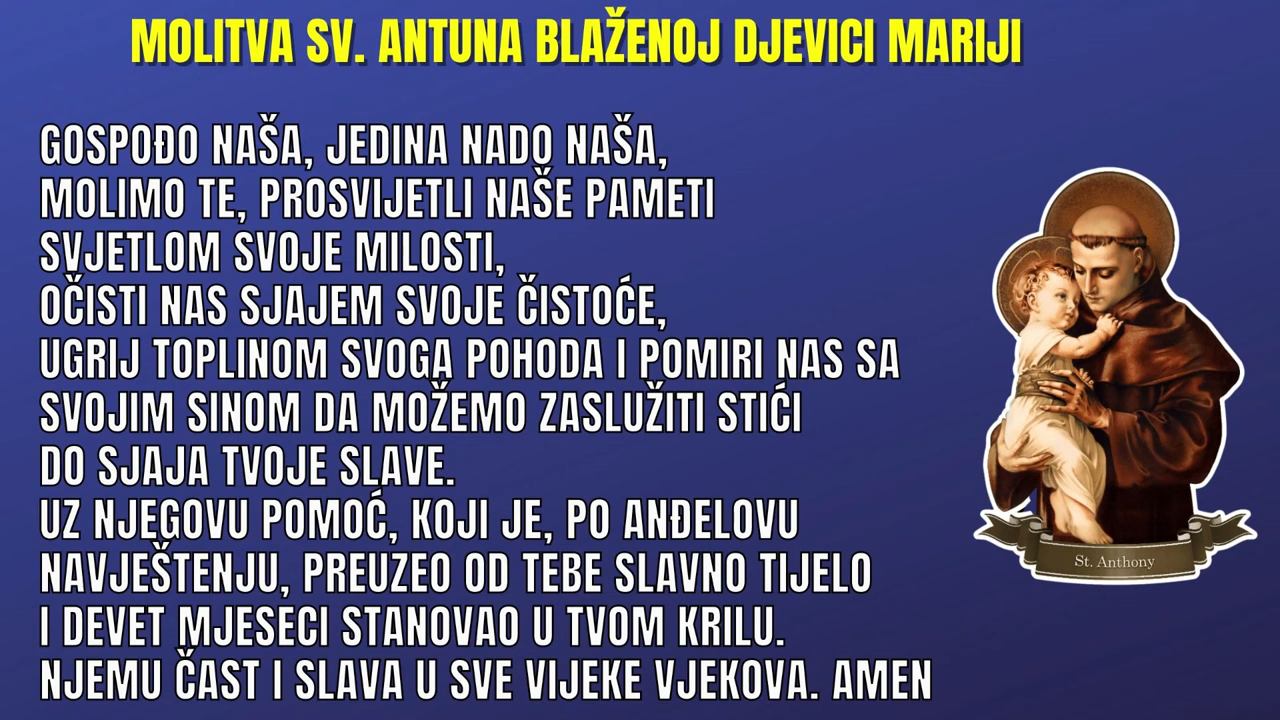 MOLITVA SV. ANTUNA BLAŽENOJ DJEVICI MARIJI
GOSPOĐO NAŠA, JEDINA NADO NAŠA,
MOLIMO TE, PROSVIJETLI NAŠE PAMETI
SVJETLOM SVOJE MILOSTI,
OČISTI NAS SJAJEM SVOJE ČISTOĆE,
UGRIJ TOPLINOM SVOGA POHODA I POMIRI NAS SA
SVOJIM SINOM DA MOŽEMO ZASLUŽITI STIĆI
DO SJAJA TVOJE SLAVE.
UZ NJEGOVU POMOĆ, KOJI JE, PO ANĐELOVU
NAVJEŠTENJU, PREUZEO OD TEBE SLAVNO TIJELO
I DEVET MJESECI STANOVAO U TVOM KRILU.
NJEMU ČAST I SLAVA U SVE VIJEKE VJEKOVA. AMEN
St. Anthony